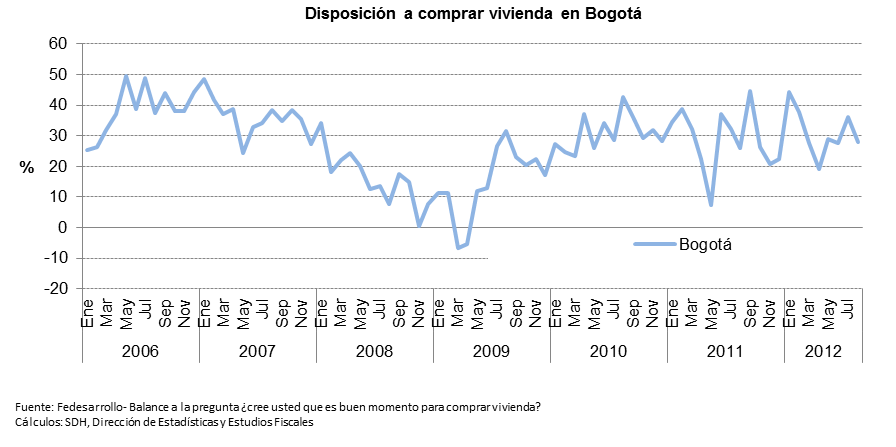 Disposición a comprar vivienda en Bogotá
60
50
40
30
20
10
0
-10
-20
%
Bogotá
Ene Mar May Jul Sep Nov Ene Mar May Jul Sep Nov Ene Mar May Jul Sep Nov Ene Mar May Jul Sep Nov Ene Mar May Jul Sep Nov Ene Mar May Jul Sep Nov Ene Mar May Jul
2006 2007 2008 2009 2010 2011 2012
Fuente: Fedesarrollo- Balance a la pregunta ¿cree usted que es buen momento para comprar vivienda?
Cálculos: SDH, Dirección de Estadísticas y Estudios Fiscales